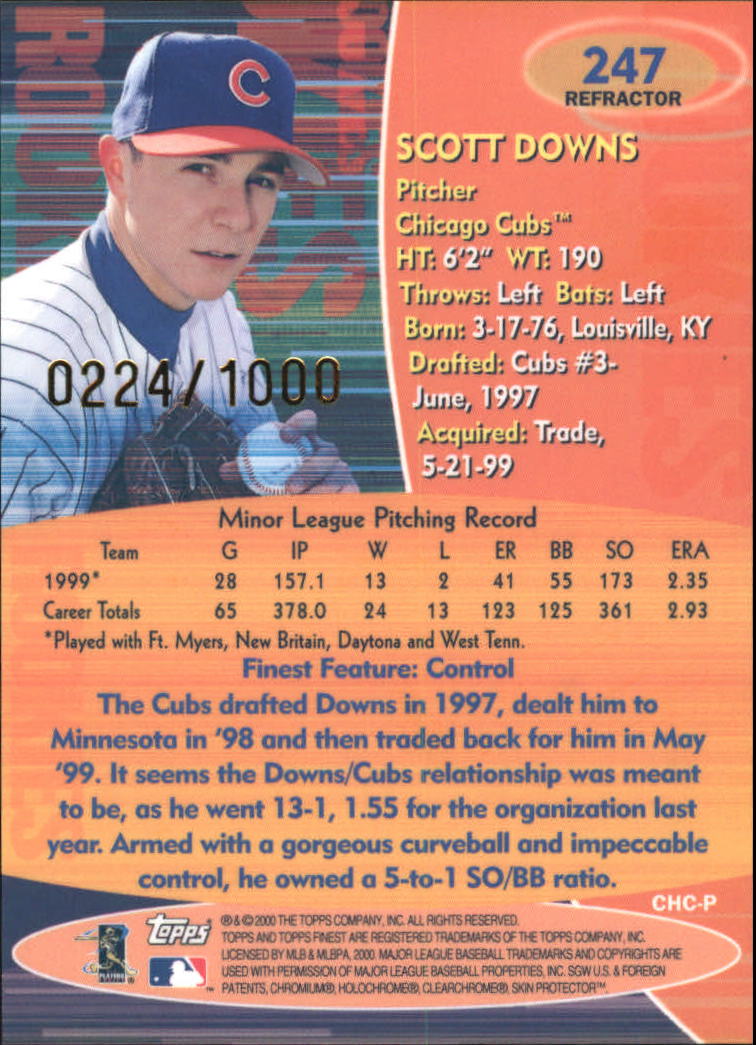 247
REFRACTOR
SCOTT DOWNS
Pitcher
Chicago Cubs™
HT: 6'2" WT: 190
Throws: Left Bats: Left
Born: 3-17-76, Louisville, KY
Drafted: Cubs #3-
June, 1997
Acquired: Trade,
5-21-99
C
0224/1000
Minor League Pitching Record
Team G IP W L ER BB SO ERA
1999* 28 157.1 13 2 41 55 173 2.35
Career Totals 65 378.0 24 13 123 125 361 2.93
*Played with Ft. Myers, New Britain, Daytona and West Tenn.
Finest Feature: Control
The Cubs drafted Downs in 1997, dealt him to
Minnesota in '98 and then traded back for him in May
'99. It seems the Downs/Cubs relationship was meant
to be, as he went 13-1, 1.55 for the organization last
year. Armed with a gorgeous curveball and impeccable
control, he owned a 5-to-1 SO/BB ratio.
CHC-P
TOPPS®
®&©2000 THE TOPPS COMPANY, INC. ALL RIGHTS RESERVED.
TOPPS AND TOPPS FINEST ARE REGISTERED TRADEMARKS OF THE TOPPS COMPANY, INC.
LICENSED BY MLB & MLBPA, 2000. MAJOR LEAGUE BASEBALL TRADEMARKS AND COPYRIGHTS ARE
USED WITH PERMISSION OF MAJOR LEAGUE BASEBALL PROPERTIES, INC. SGW U.S. & FOREIGN
PATENTS, CHROMIUM®, HOLOCHROME®, CLEARCHROME®, SKIN PROTECTOR™.